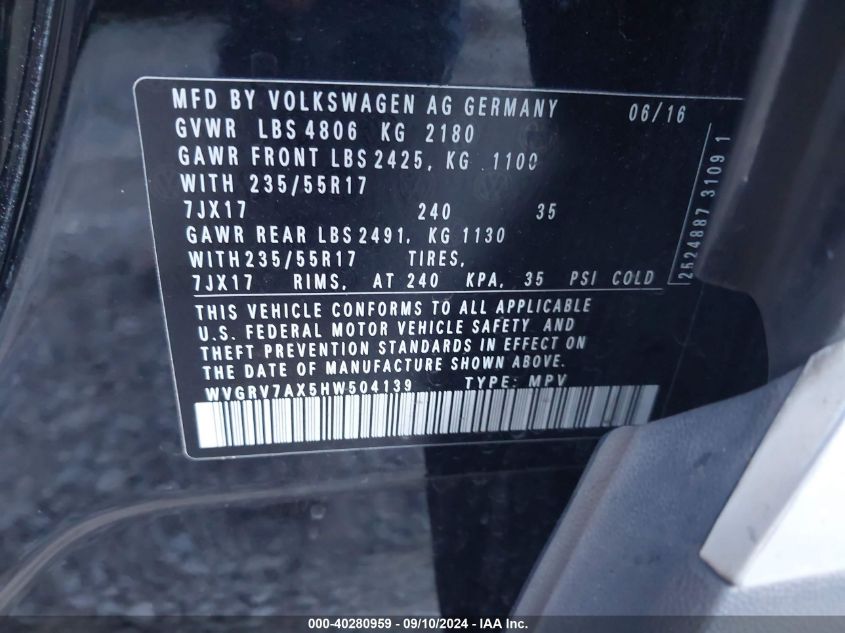 MFD BY VOLKSWAGEN AG GERMANY 06/16
GVWR LBS 4806 KG 2180
GAWR FRONT LBS 2425, KG 1100
WITH 235/55R17
7JX17 240 35
GAWR REAR LBS 2491, KG 1130
WITH 235/55R17 TIRES,
7JX17 RIMS, AT 240 KPA, 35 PSI COLD
THIS VEHICLE CONFORMS TO ALL APPLICABLE
U.S. FEDERAL MOTOR VEHICLE SAFETY AND
THEFT PREVENTION STANDARDS IN EFFECT ON
THE DATE OF MANUFACTURE SHOWN ABOVE.
WVGRV7AX5HW504139 TYPE: MPV
2524887 3109 1
000-40280959 - 09/10/2024 - IAA Inc.